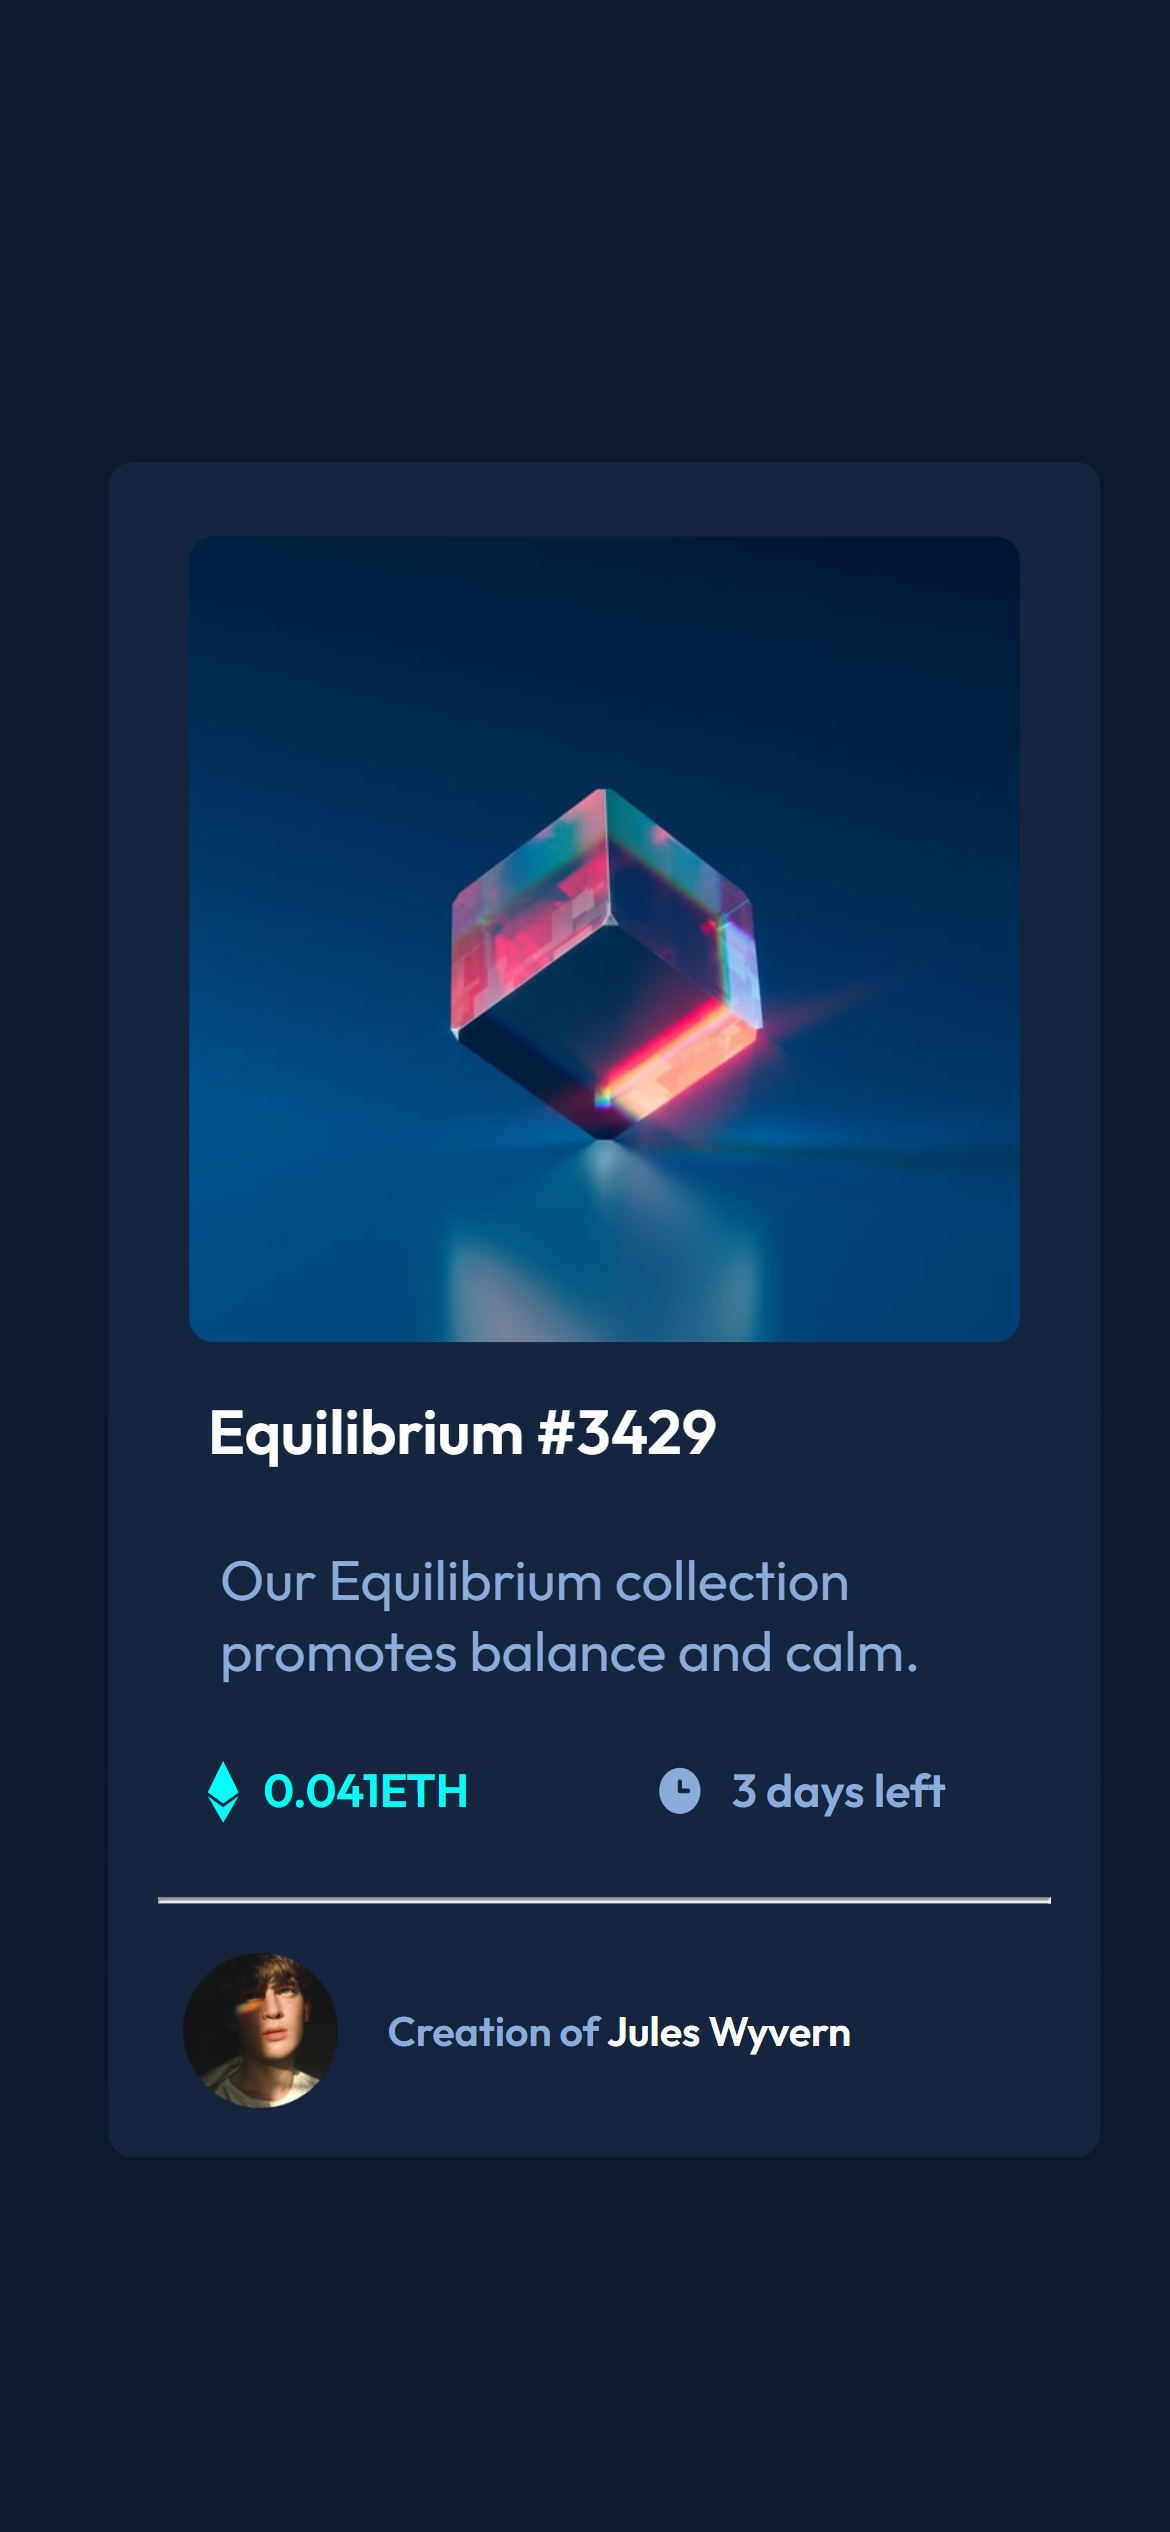 Equilibrium #3429
Our Equilibrium collection
promotes balance and calm.
0.041ETH 3 days left
Creation of Jules Wyvern